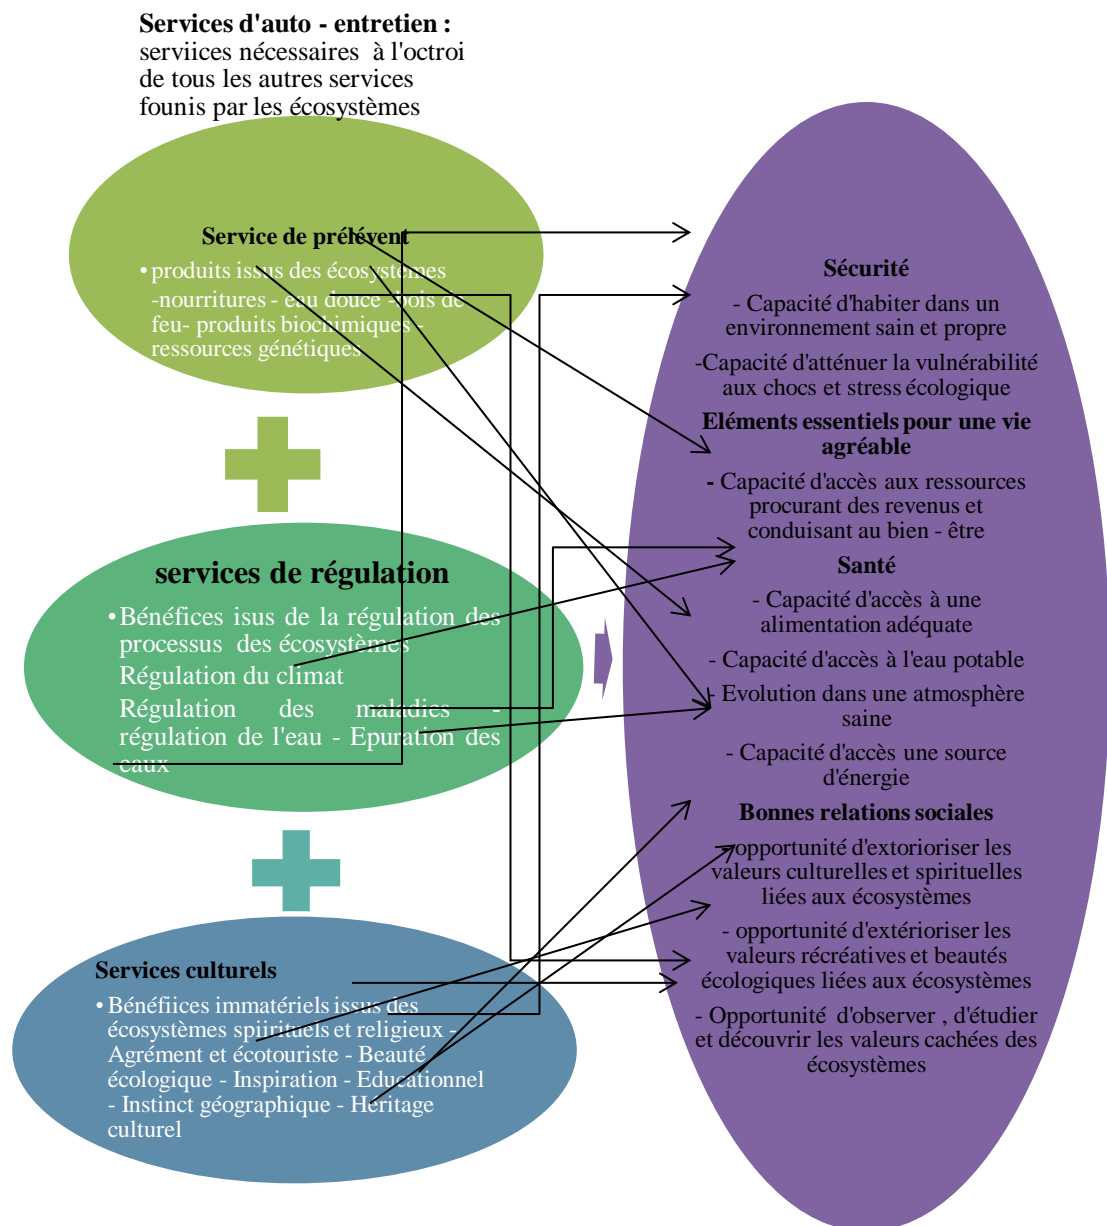 Services d'auto - entretien :
serviices nécessaires à l'octroi
de tous les autres services
founis par les écosystèmes
Service de prélévent
• produits issus des écosystèmes
-nourritures - eau douce -bois de
feu- produits biochimiques -
ressources génétiques
services de régulation
• Bénéfices isus de la régulation des
processus des écosystèmes
Régulation du climat
Régulation des maladies -
régulation de l'eau - Epuration des
eaux
Services culturels
• Bénéfiices immatériels issus des
écosystèmes spiirituels et religieux -
Agrément et écotouriste - Beauté
écologique - Inspiration - Educationnel
- Instinct géographique - Héritage
culturel
Sécurité
- Capacité d'habiter dans un
environnement sain et propre
-Capacité d'atténuer la vulnérabilité
aux chocs et stress écologique
Eléments essentiels pour une vie
agréable
- Capacité d'accès aux ressources
procurant des revenus et
conduisant au bien - être
Santé
- Capacité d'accès à une
alimentation adéquate
- Capacité d'accès à l'eau potable
- Evolution dans une atmosphère
saine
- Capacité d'accès une source
d'énergie
Bonnes relations sociales
- opportunité d'extorioriser les
valeurs culturelles et spirituelles
liées aux écosystèmes
- opportunité d'extérioriser les
valeurs récréatives et beautés
écologiques liées aux écosystèmes
- Opportunité d'observer , d'étudier
et découvrir les valeurs cachées des
écosystèmes